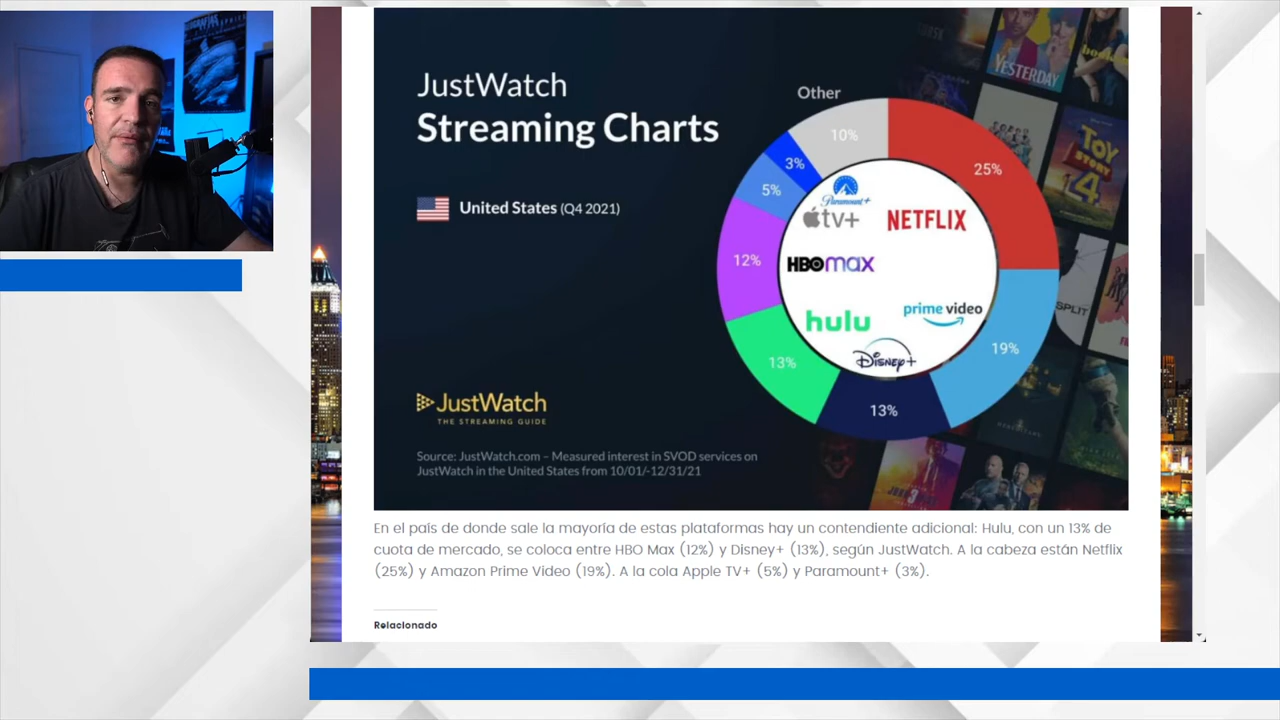 JustWatch
Streaming Charts
United States (Q4 2021)
JustWatch
THE STREAMING GUIDE
Source: JustWatch.com – Measured interest in SVOD services on
JustWatch in the United States from 10/01/-12/31/21
Other
10%
25%
3%
5%
12%
13%
13%
19%
Paramount+
tv+
NETFLIX
HBOmax
prime video
hulu
Disney+
YESTERDAY
TOY
STORY
4
SPLIT
En el país de donde sale la mayoría de estas plataformas hay un contendiente adicional: Hulu, con un 13% de
cuota de mercado, se coloca entre HBO Max (12%) y Disney+ (13%), según JustWatch. A la cabeza están Netflix
(25%) y Amazon Prime Video (19%). A la cola Apple TV+ (5%) y Paramount+ (3%).
Relacionado